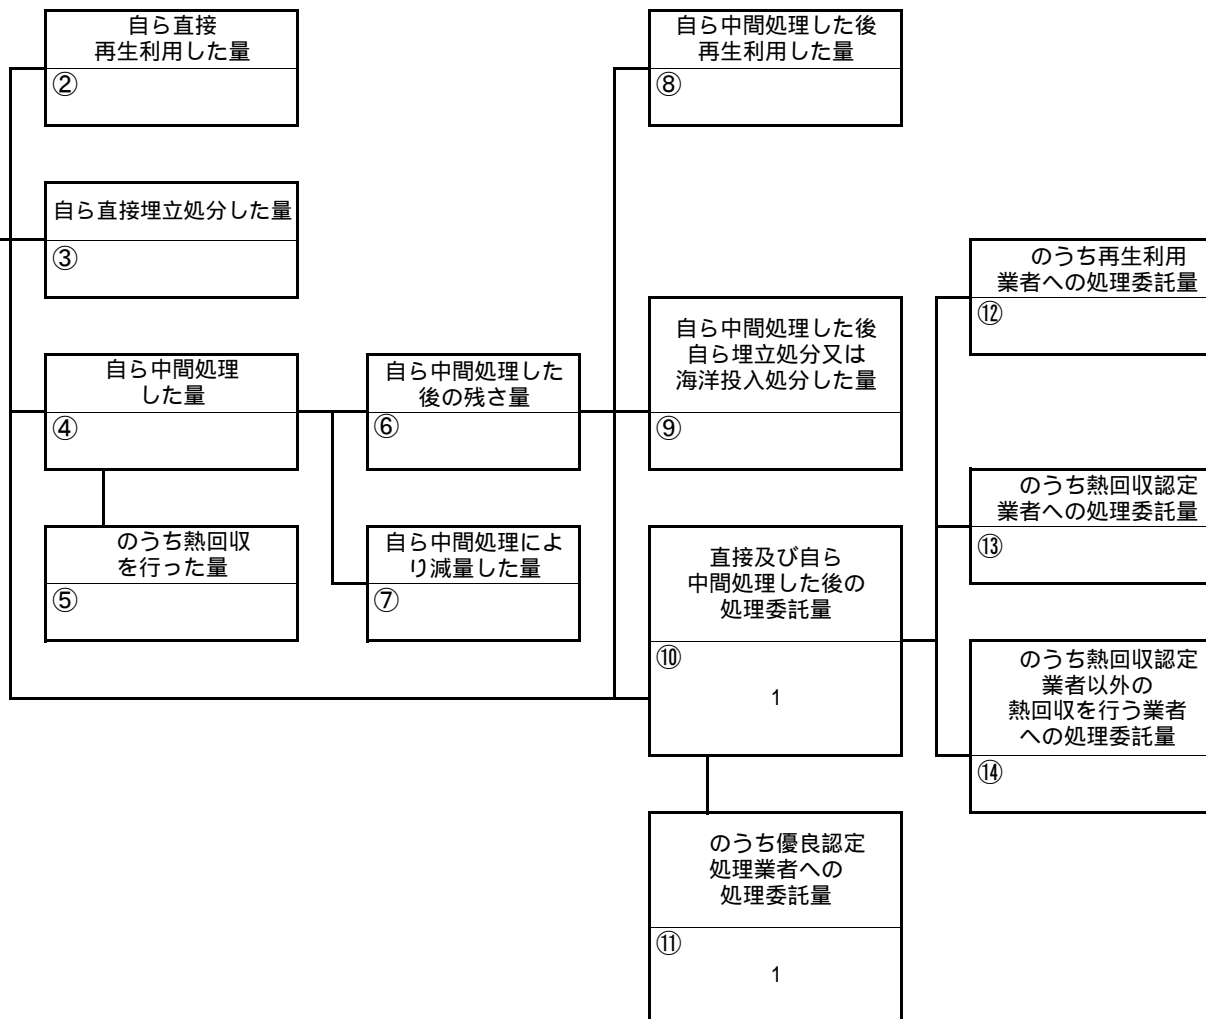 自ら直接
再生利用した量
②
自ら直接埋立処分した量
③
自ら中間処理
した量
④
のうち熱回収
を行った量
⑤
自ら中間処理した
後の残さ量
⑥
自ら中間処理によ
り減量した量
⑦
自ら中間処理した後
再生利用した量
⑧
自ら中間処理した後
自ら埋立処分又は
海洋投入処分した量
⑨
直接及び自ら
中間処理した後の
処理委託量
⑩
1
のうち優良認定
処理業者への
処理委託量
⑪
1
のうち再生利用
業者への処理委託量
⑫
のうち熱回収認定
業者への処理委託量
⑬
のうち熱回収認定
業者以外の
熱回収を行う業者
への処理委託量
⑭